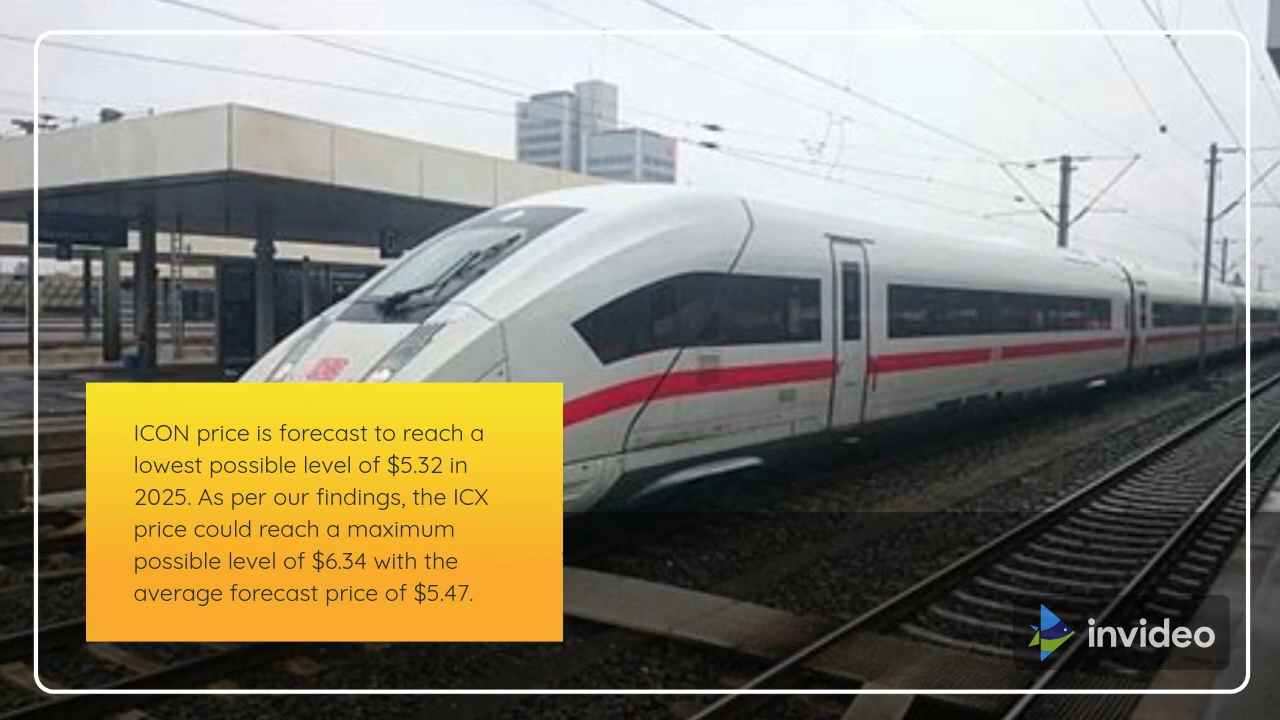 ICON price is forecast to reach a
lowest possible level of $5.32 in
2025. As per our findings, the ICX
price could reach a maximum
possible level of $6.34 with the
average forecast price of $5.47.
invideo